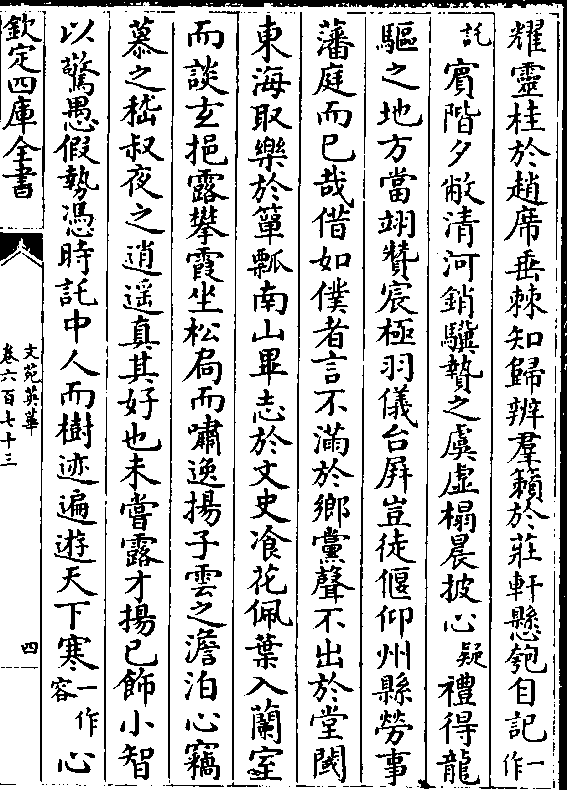 耀靈桂於趙席垂棘知歸辨羣籟於莊軒懸匏自記一作
託賓階夕敝清河銷驥贄之虞虛榻晨披心疑禮得龍
驅之地方當翊贊宸極羽儀台屛豈徒偃仰州縣勞事
藩庭而已哉借如僕者言不滿於鄉黨聲不出於堂閾
東海取樂於簞瓢南山畢志於文史飡花佩葉入蘭室
而談玄挹露攀霞坐松扃而嘯逸揚子雲之澹泊心竊
慕之嵇叔夜之逍遥真其好也未嘗露才揚己飾小智
以驚愚假勢憑時託中人而樹迹遍遊天下寒一作容心
欽定四庫全書
文苑英華
卷六百七十三
四